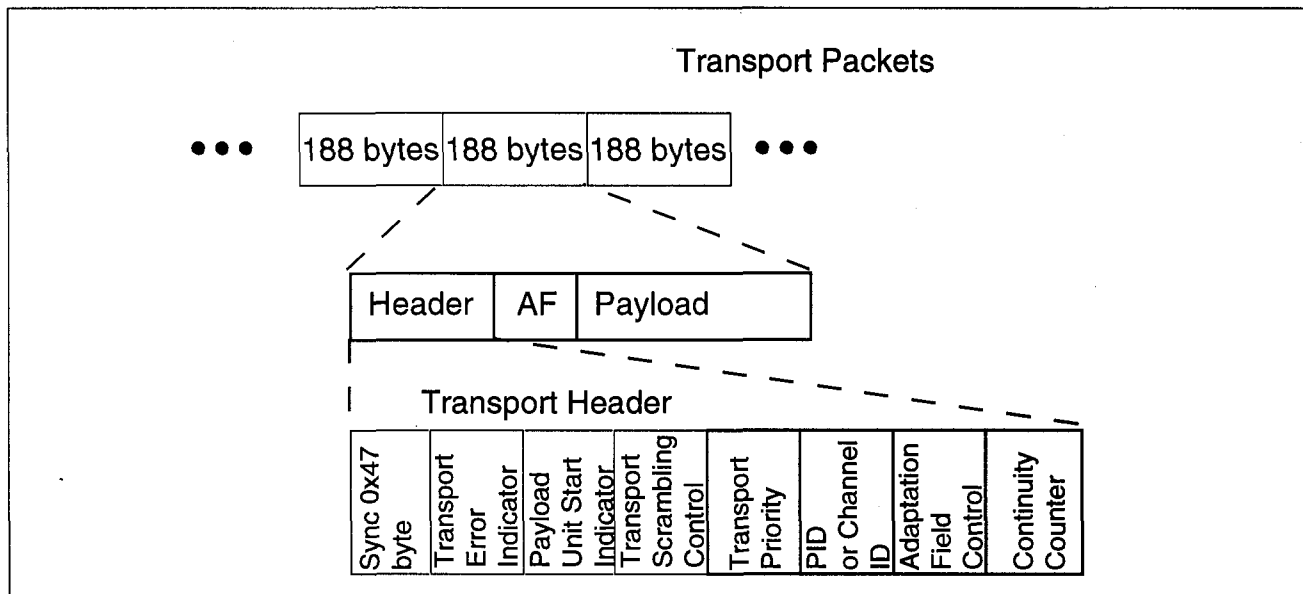 Transport Packets
••• 188 bytes 188 bytes 188 bytes •••
Header AF Payload
Transport Header
Sync 0x47
byte
Transport
Error
Indicator
Payload
Unit Start
Indicator
Transport
Scrambling
Control
Transport
Priority
PID
or Channel
ID
Adaptation
Field
Control
Continuity
Counter